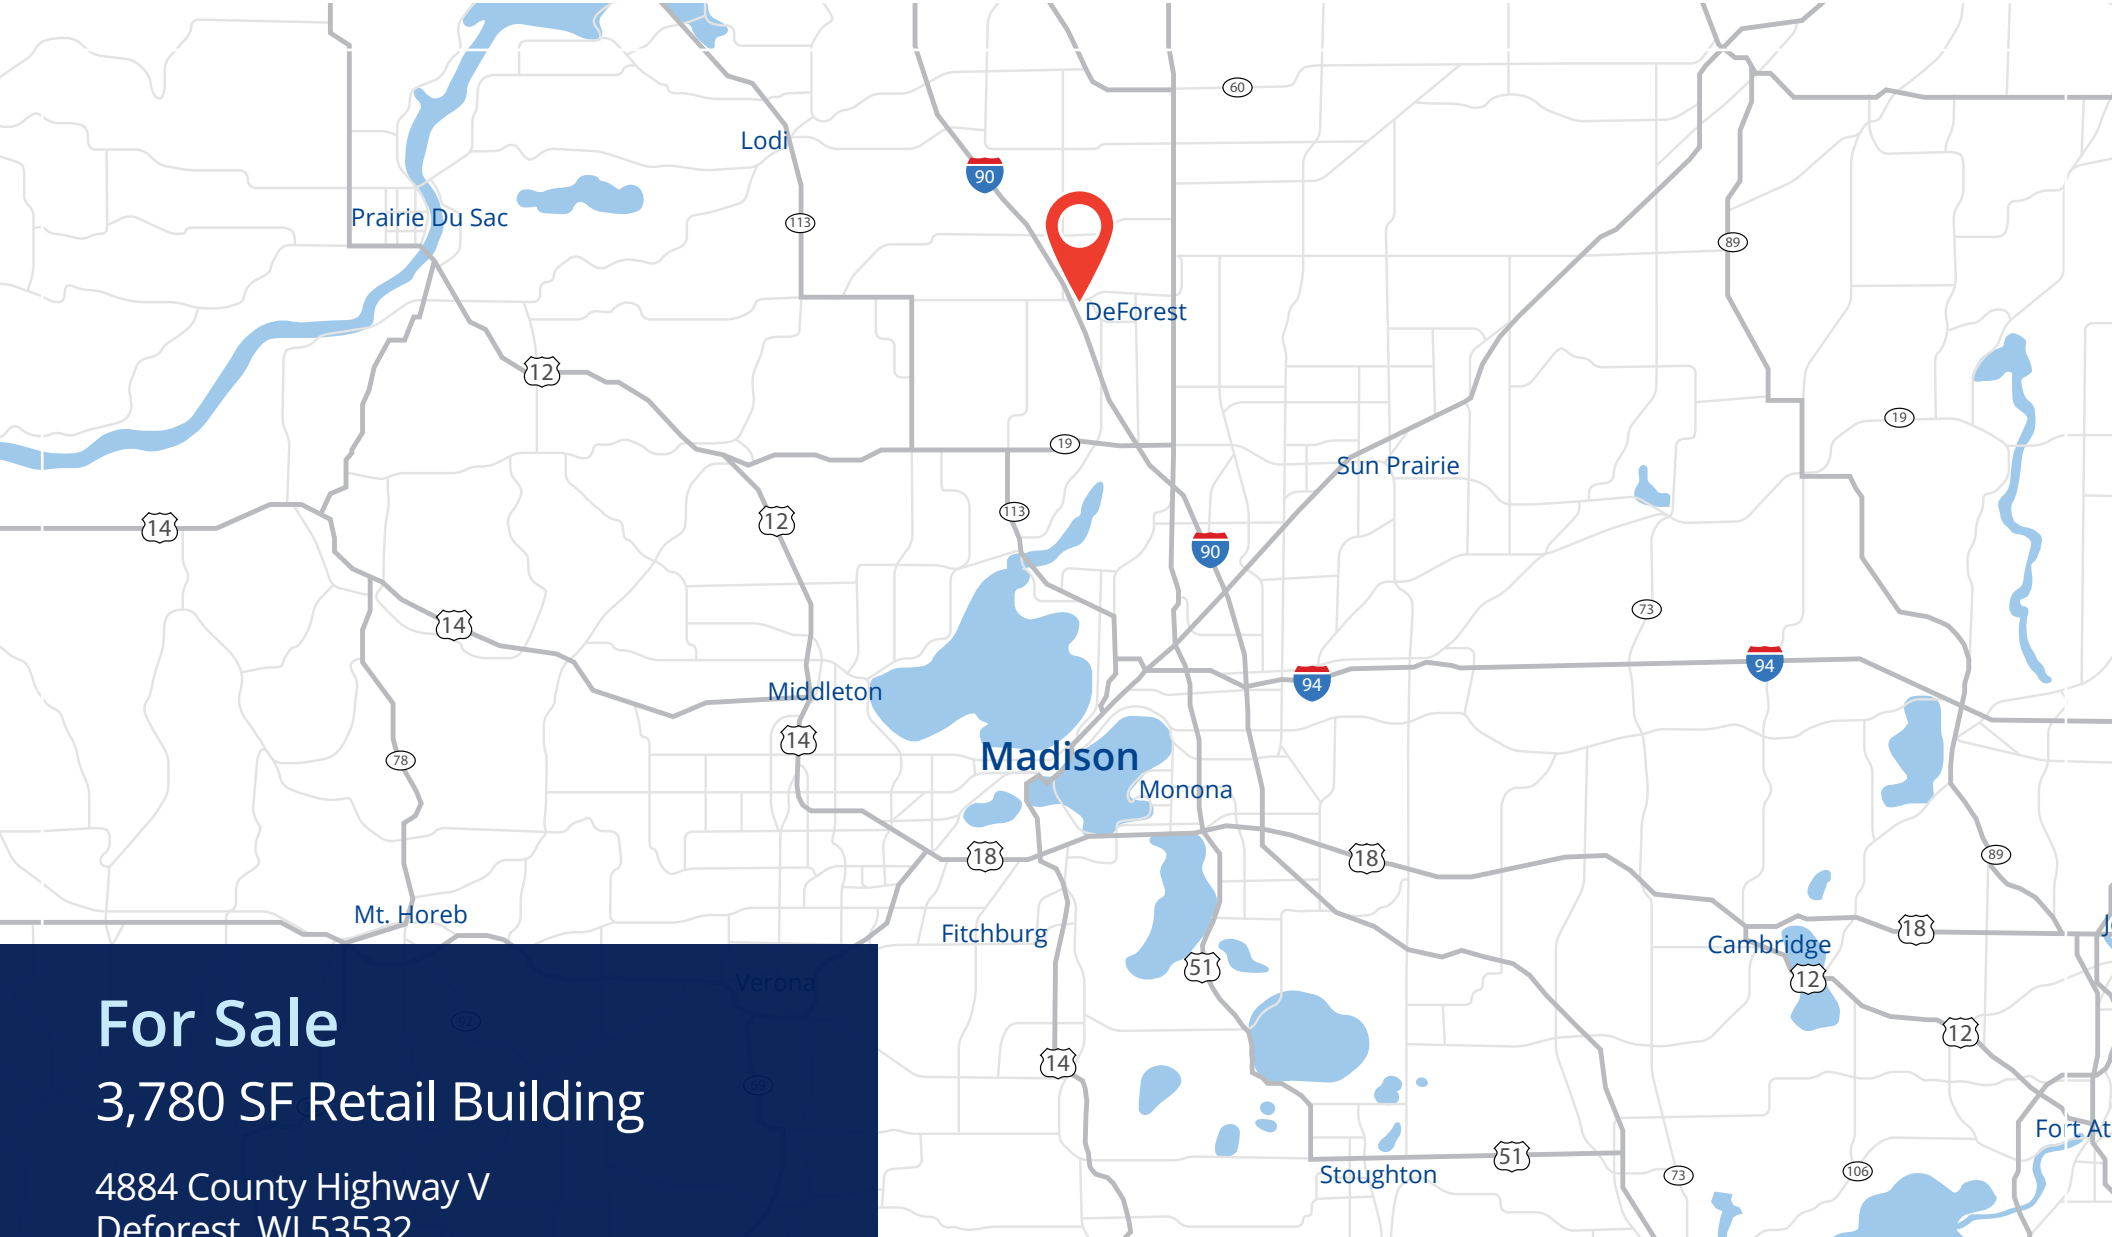 60
Lodi
90
Prairie Du Sac
113
89
DeForest
12
19
19
Sun Prairie
14
12
113
90
14
73
94
94
Middleton
14
Madison
78
Monona
18
18
89
Mt. Horeb
Fitchburg
18
Cambridge
51
12
Verona
92
12
14
69
Fort At
51
Stoughton
73
106
For Sale
3,780 SF Retail Building
4884 County Highway V
Deforest, WI 53532